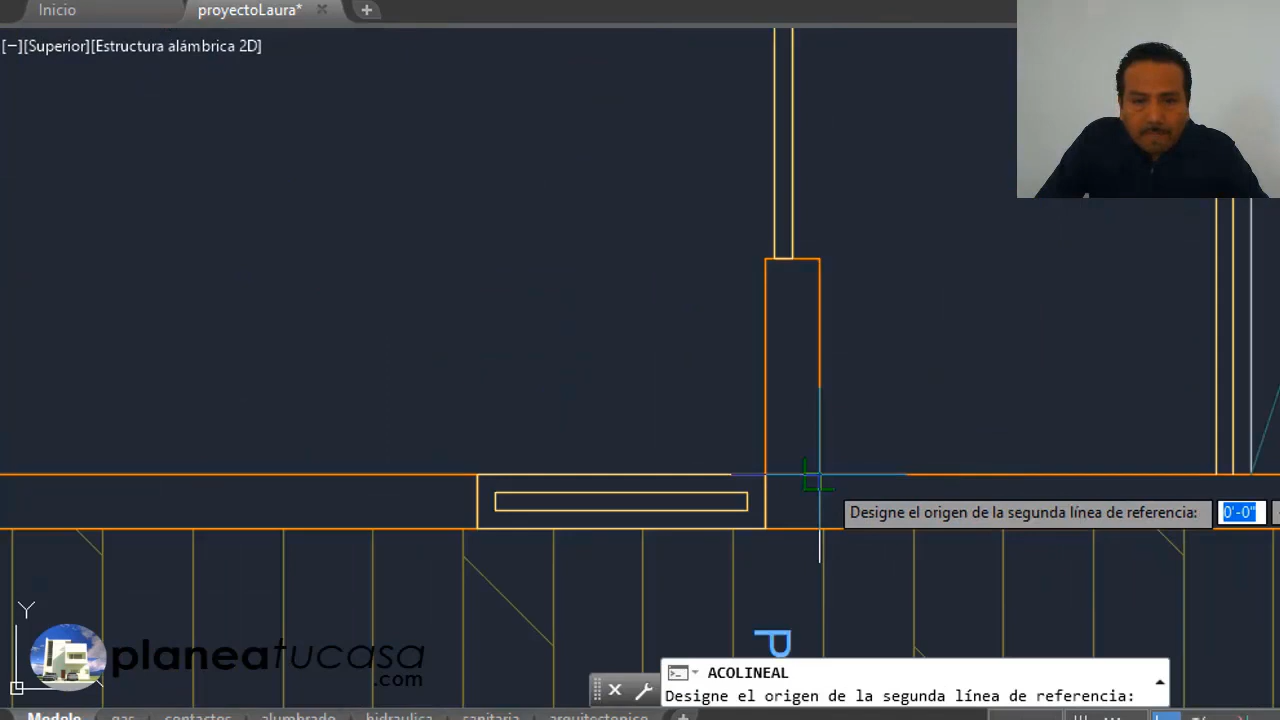 Inicio
proyectoLaura*
[−][Superior][Estructura alámbrica 2D]
Designe el origen de la segunda línea de referencia:
0'-0"
P
Y
planeatucasa
.com
ACOLINEAL
Designe el origen de la segunda línea de referencia:
Modelo gas contactos alumbrado hidraulica sanitaria arquitectonico